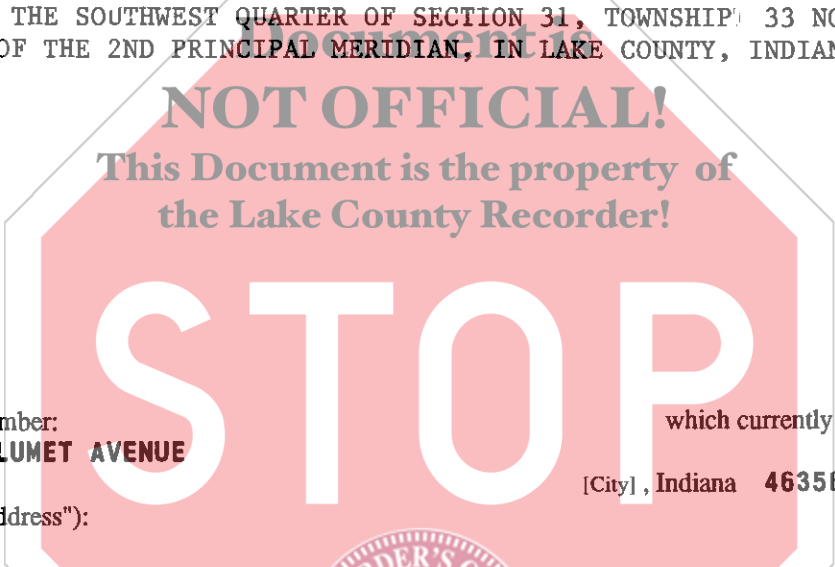 THE SOUTHWEST QUARTER OF SECTION 31, TOWNSHIP 33
OF THE 2ND PRINCIPAL MERIDIAN, IN LAKE COUNTY,
Document is
NOT OFFICIAL!
This Document is the property of
the Lake County Recorder!
STOP
mber: which currently
LUMET AVENUE
[City] , Indiana 4635
ddress"):
DER'S